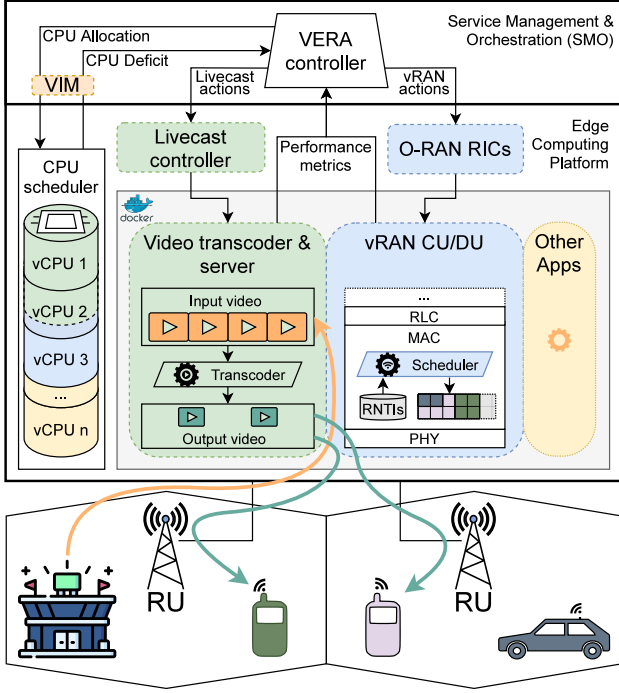 CPU Allocation
CPU Deficit
VERA
controller
Service Management &
Orchestration (SMO)
VIM
Livecast
actions
vRAN
actions
CPU
scheduler
vCPU 1
vCPU 2
vCPU 3
...
vCPU n
Livecast
controller
Performance
metrics
O-RAN RICs
Edge
Computing
Platform
docker
Video transcoder &
server
Input video
Transcoder
Output video
vRAN CU/DU
...
RLC
MAC
Scheduler
RNTIs
PHY
Other
Apps
RU
RU